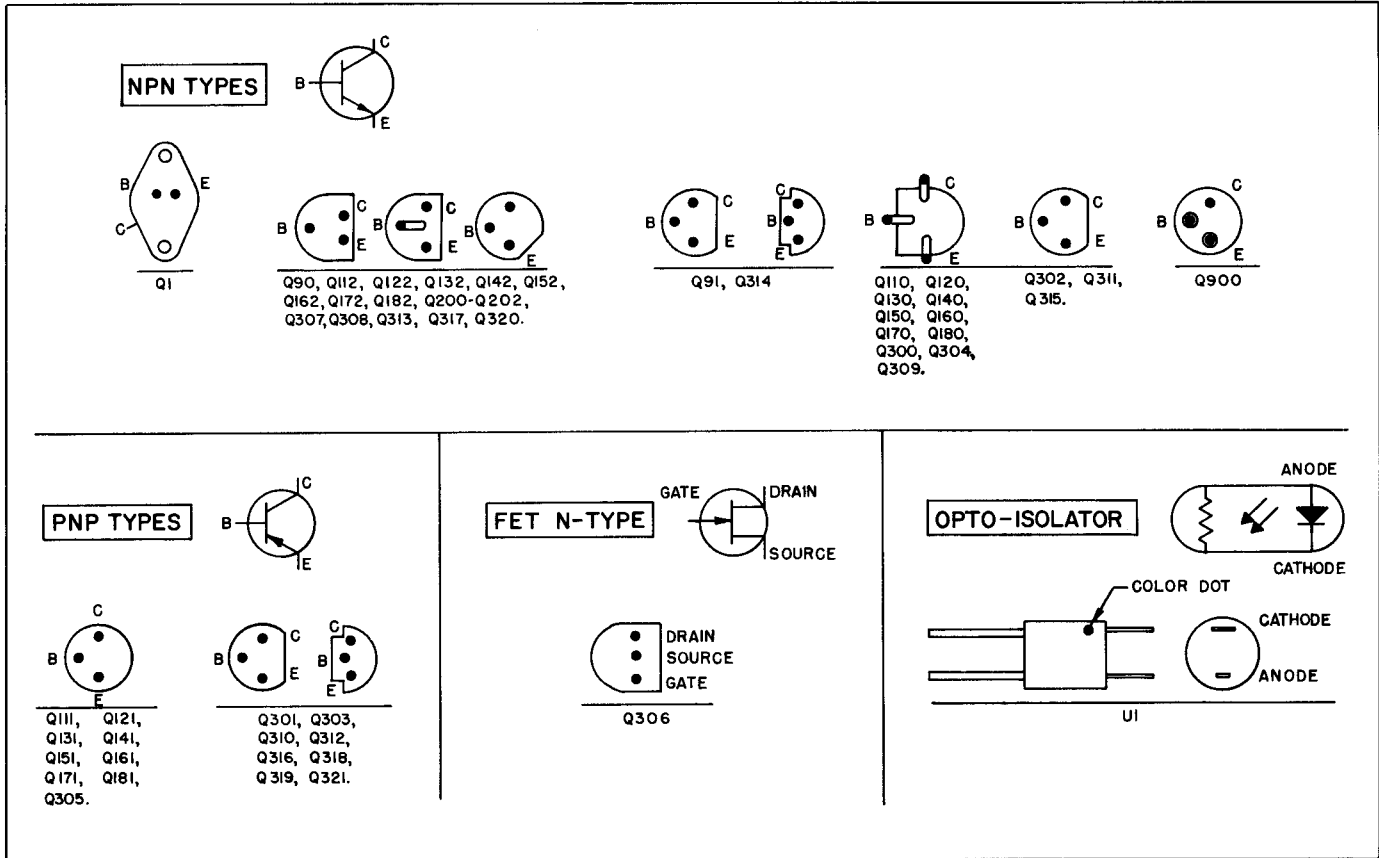 C
NPN TYPES
B
E
B
E
C
Q1
B
C
E
B
C
E
B
E
Q90, Q112, Q122, Q132, Q142, Q152,
Q162, Q172, Q182, Q200-Q202,
Q307, Q308, Q313, Q317, Q320.
B
C
E
C
B
E
Q91, Q314
B
C
E
Q110, Q120,
Q130, Q140,
Q150, Q160,
Q170, Q180,
Q300, Q304,
Q309.
B
C
E
Q302, Q311,
Q315.
B
C
E
Q900
PNP TYPES
C
B
E
C
B
E
Q111, Q121,
Q131, Q141,
Q151, Q161,
Q171, Q181,
Q305.
B
C
E
C
B
E
Q301, Q303,
Q310, Q312,
Q316, Q318,
Q319, Q321.
FET N-TYPE
GATE
DRAIN
SOURCE
DRAIN
SOURCE
GATE
Q306
OPTO-ISOLATOR
ANODE
CATHODE
COLOR DOT
CATHODE
ANODE
U1